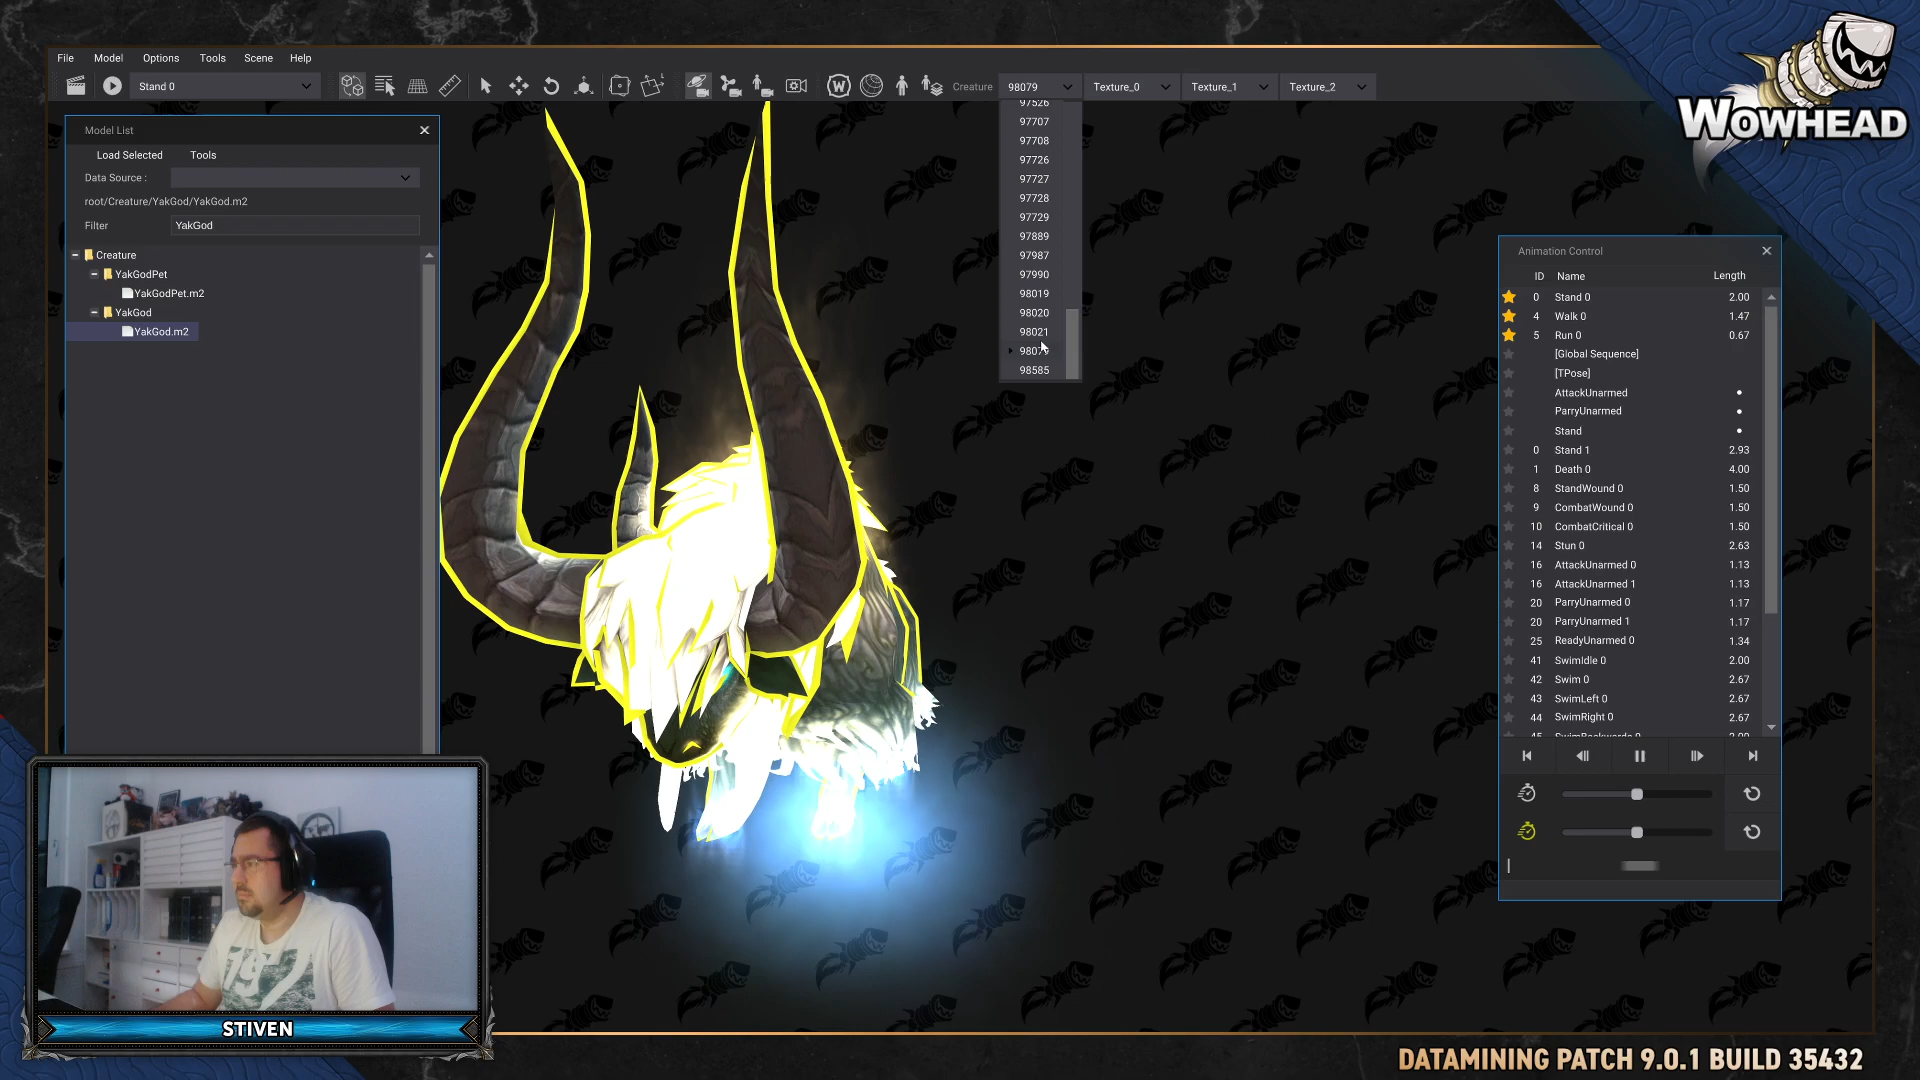 File Model Options Tools Scene Help
Stand 0
Creature 98079 Texture_0 Texture_1 Texture_2
WOWHEAD
Model List
Load Selected Tools
Data Source :
root/Creature/YakGod/YakGod.m2
Filter YakGod
Creature
YakGodPet
YakGodPet.m2
YakGod
YakGod.m2
97526
97707
97708
97726
97727
97728
97729
97889
97987
97990
98019
98020
98021
98079
98585
Animation Control
ID Name Length
0 Stand 0 2.00
4 Walk 0 1.47
5 Run 0 0.67
[Global Sequence]
[TPose]
AttackUnarmed •
ParryUnarmed •
Stand •
0 Stand 1 2.93
1 Death 0 4.00
8 StandWound 0 1.50
9 CombatWound 0 1.50
10 CombatCritical 0 1.50
14 Stun 0 2.63
16 AttackUnarmed 0 1.13
16 AttackUnarmed 1 1.13
20 ParryUnarmed 0 1.17
20 ParryUnarmed 1 1.17
25 ReadyUnarmed 0 1.34
41 SwimIdle 0 2.00
42 Swim 0 2.67
43 SwimLeft 0 2.67
44 SwimRight 0 2.67
45 SwimBackwards 0 2.00
STIVEN
DATAMINING PATCH 9.0.1 BUILD 35432